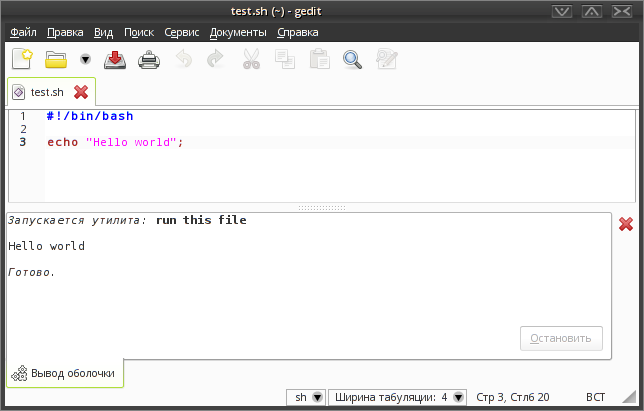 test.sh (~) - gedit
Файл Правка Вид Поиск Сервис Документы Справка
test.sh
1 #!/bin/bash
2
3 echo "Hello world";
Запускается утилита: run this file
Hello world
Готово.
Остановить
Вывод оболочки
sh Ширина табуляции: 4 Стр 3, Стлб 20 ВСТ